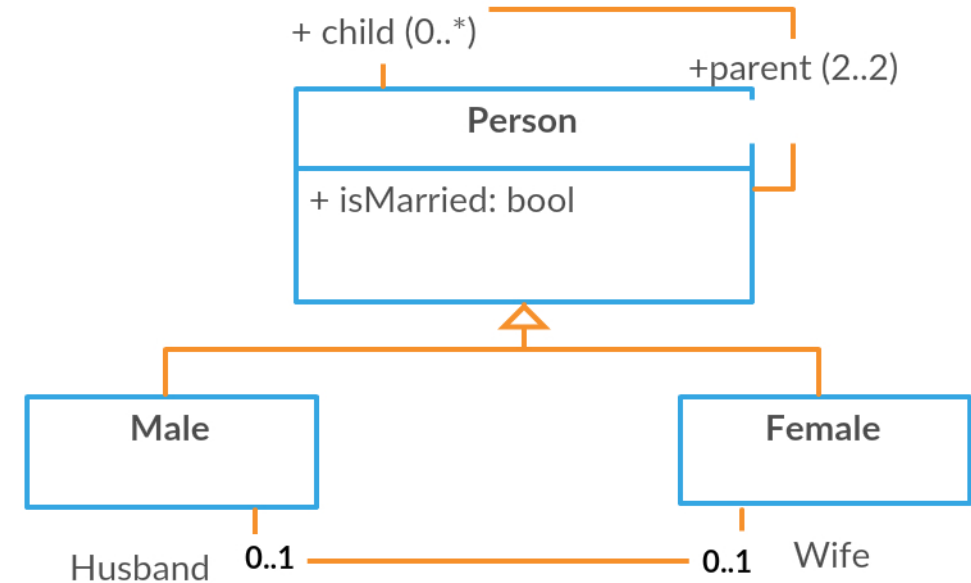 + child (0..*)
+parent (2..2)
Person
+ isMarried: bool
Male
Female
Husband 0..1
0..1 Wife